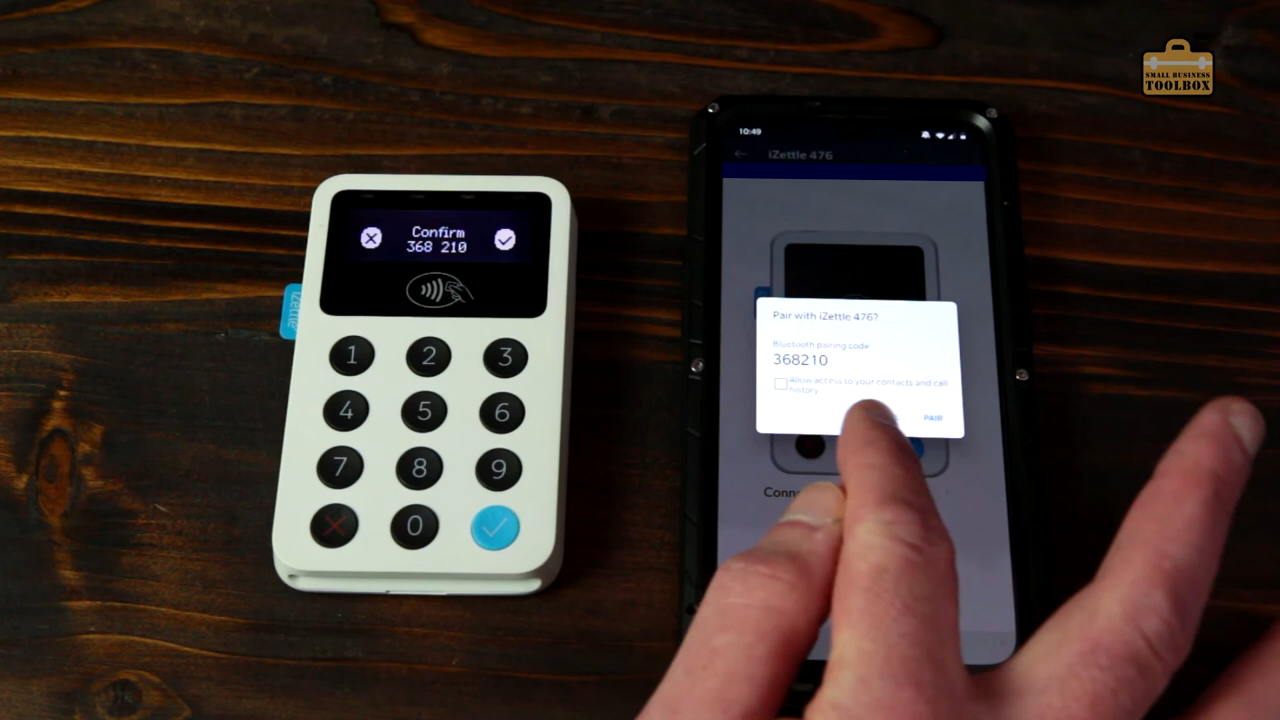 SMALL BUSINESS
TOOLBOX
10:49
iZettle 476
Confirm
368 210
iZettle
1 2 3
4 5 6
7 8 9
0
Pair with iZettle 476?
Bluetooth pairing code
368210
Allow access to your contacts and call
history
PAIR
Conn